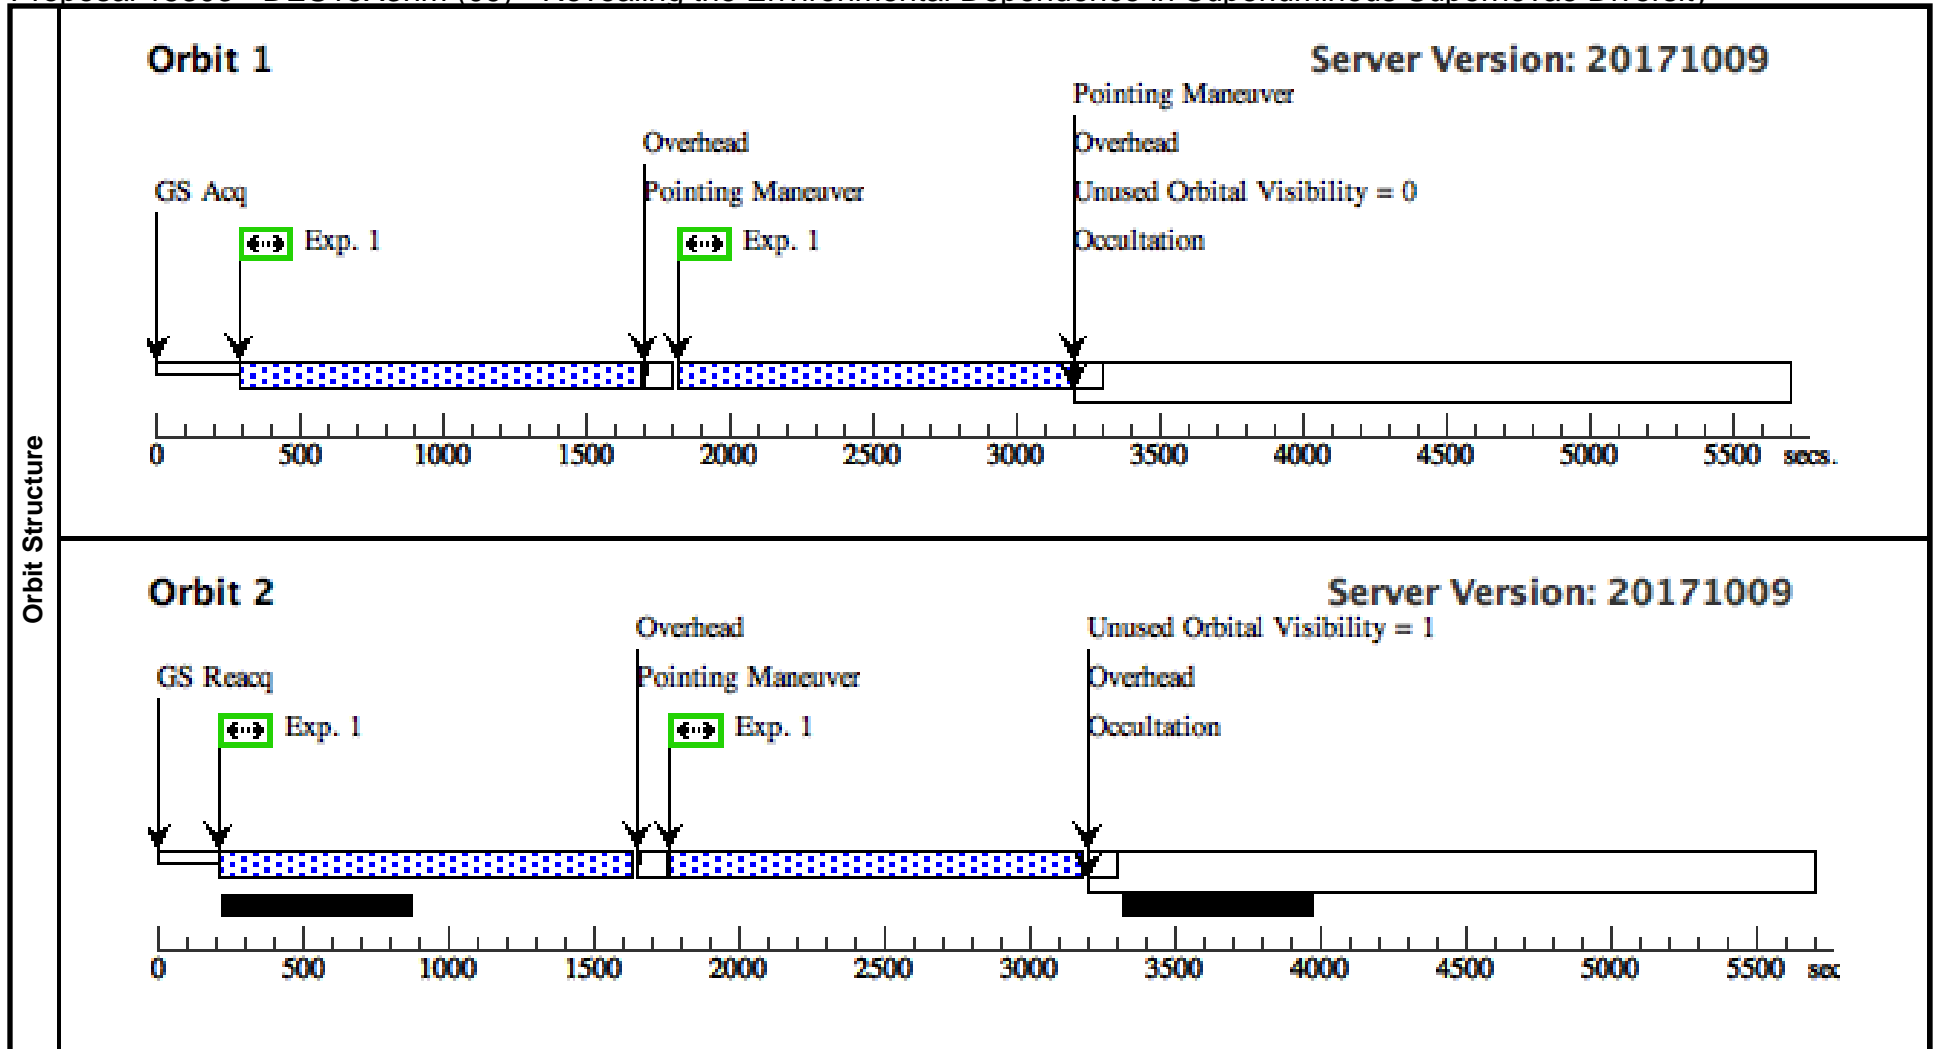 Orbit Structure
Orbit 1
Server Version: 20171009
Pointing Maneuver
Overhead
Overhead
GS Acq
Pointing Maneuver
Unused Orbital Visibility = 0
Exp. 1
Exp. 1
Occultation
0 500 1000 1500 2000 2500 3000 3500 4000 4500 5000 5500 secs.
Orbit 2
Server Version: 20171009
Overhead
Unused Orbital Visibility = 1
GS Reacq
Pointing Maneuver
Overhead
Exp. 1
Exp. 1
Occultation
0 500 1000 1500 2000 2500 3000 3500 4000 4500 5000 5500 sec